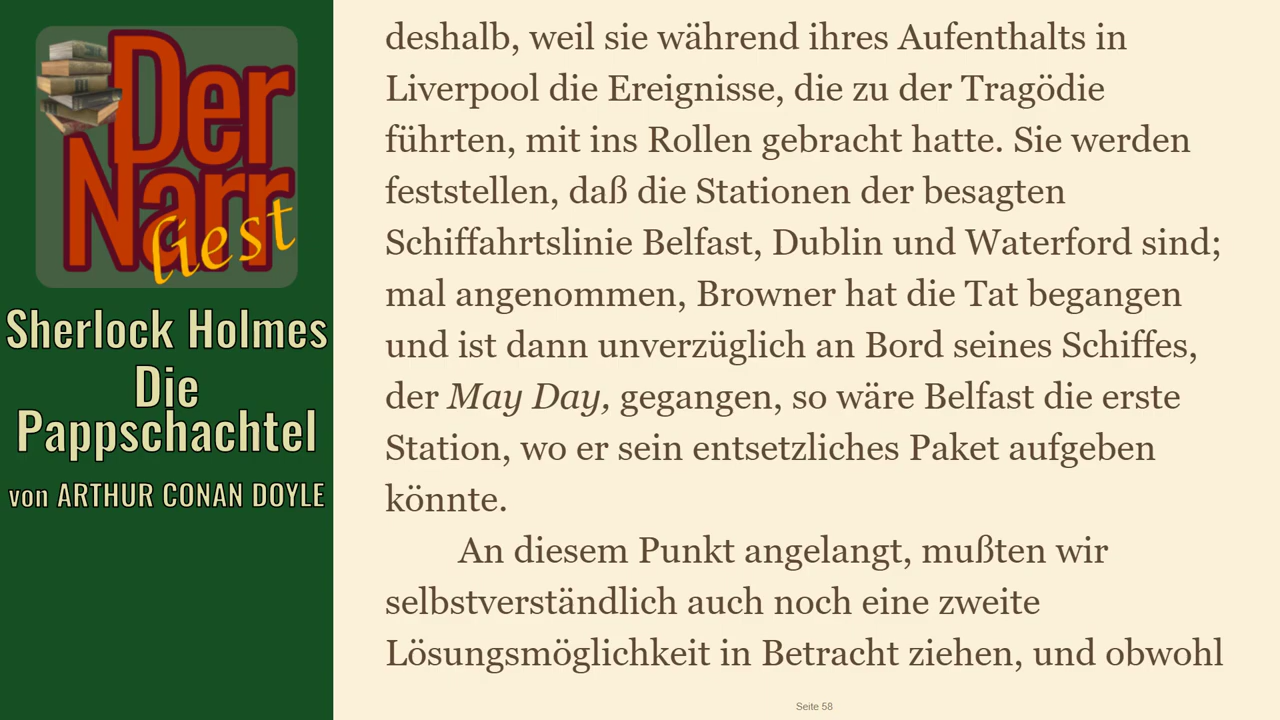 Der
Narr
liest
Sherlock Holmes
Die
Pappschachtel
von ARTHUR CONAN DOYLE
deshalb, weil sie während ihres Aufenthalts in
Liverpool die Ereignisse, die zu der Tragödie
führten, mit ins Rollen gebracht hatte. Sie werden
feststellen, daß die Stationen der besagten
Schiffahrtslinie Belfast, Dublin und Waterford sind;
mal angenommen, Browner hat die Tat begangen
und ist dann unverzüglich an Bord seines Schiffes,
der May Day, gegangen, so wäre Belfast die erste
Station, wo er sein entsetzliches Paket aufgeben
könnte.
An diesem Punkt angelangt, mußten wir
selbstverständlich auch noch eine zweite
Lösungsmöglichkeit in Betracht ziehen, und obwohl
Seite 58